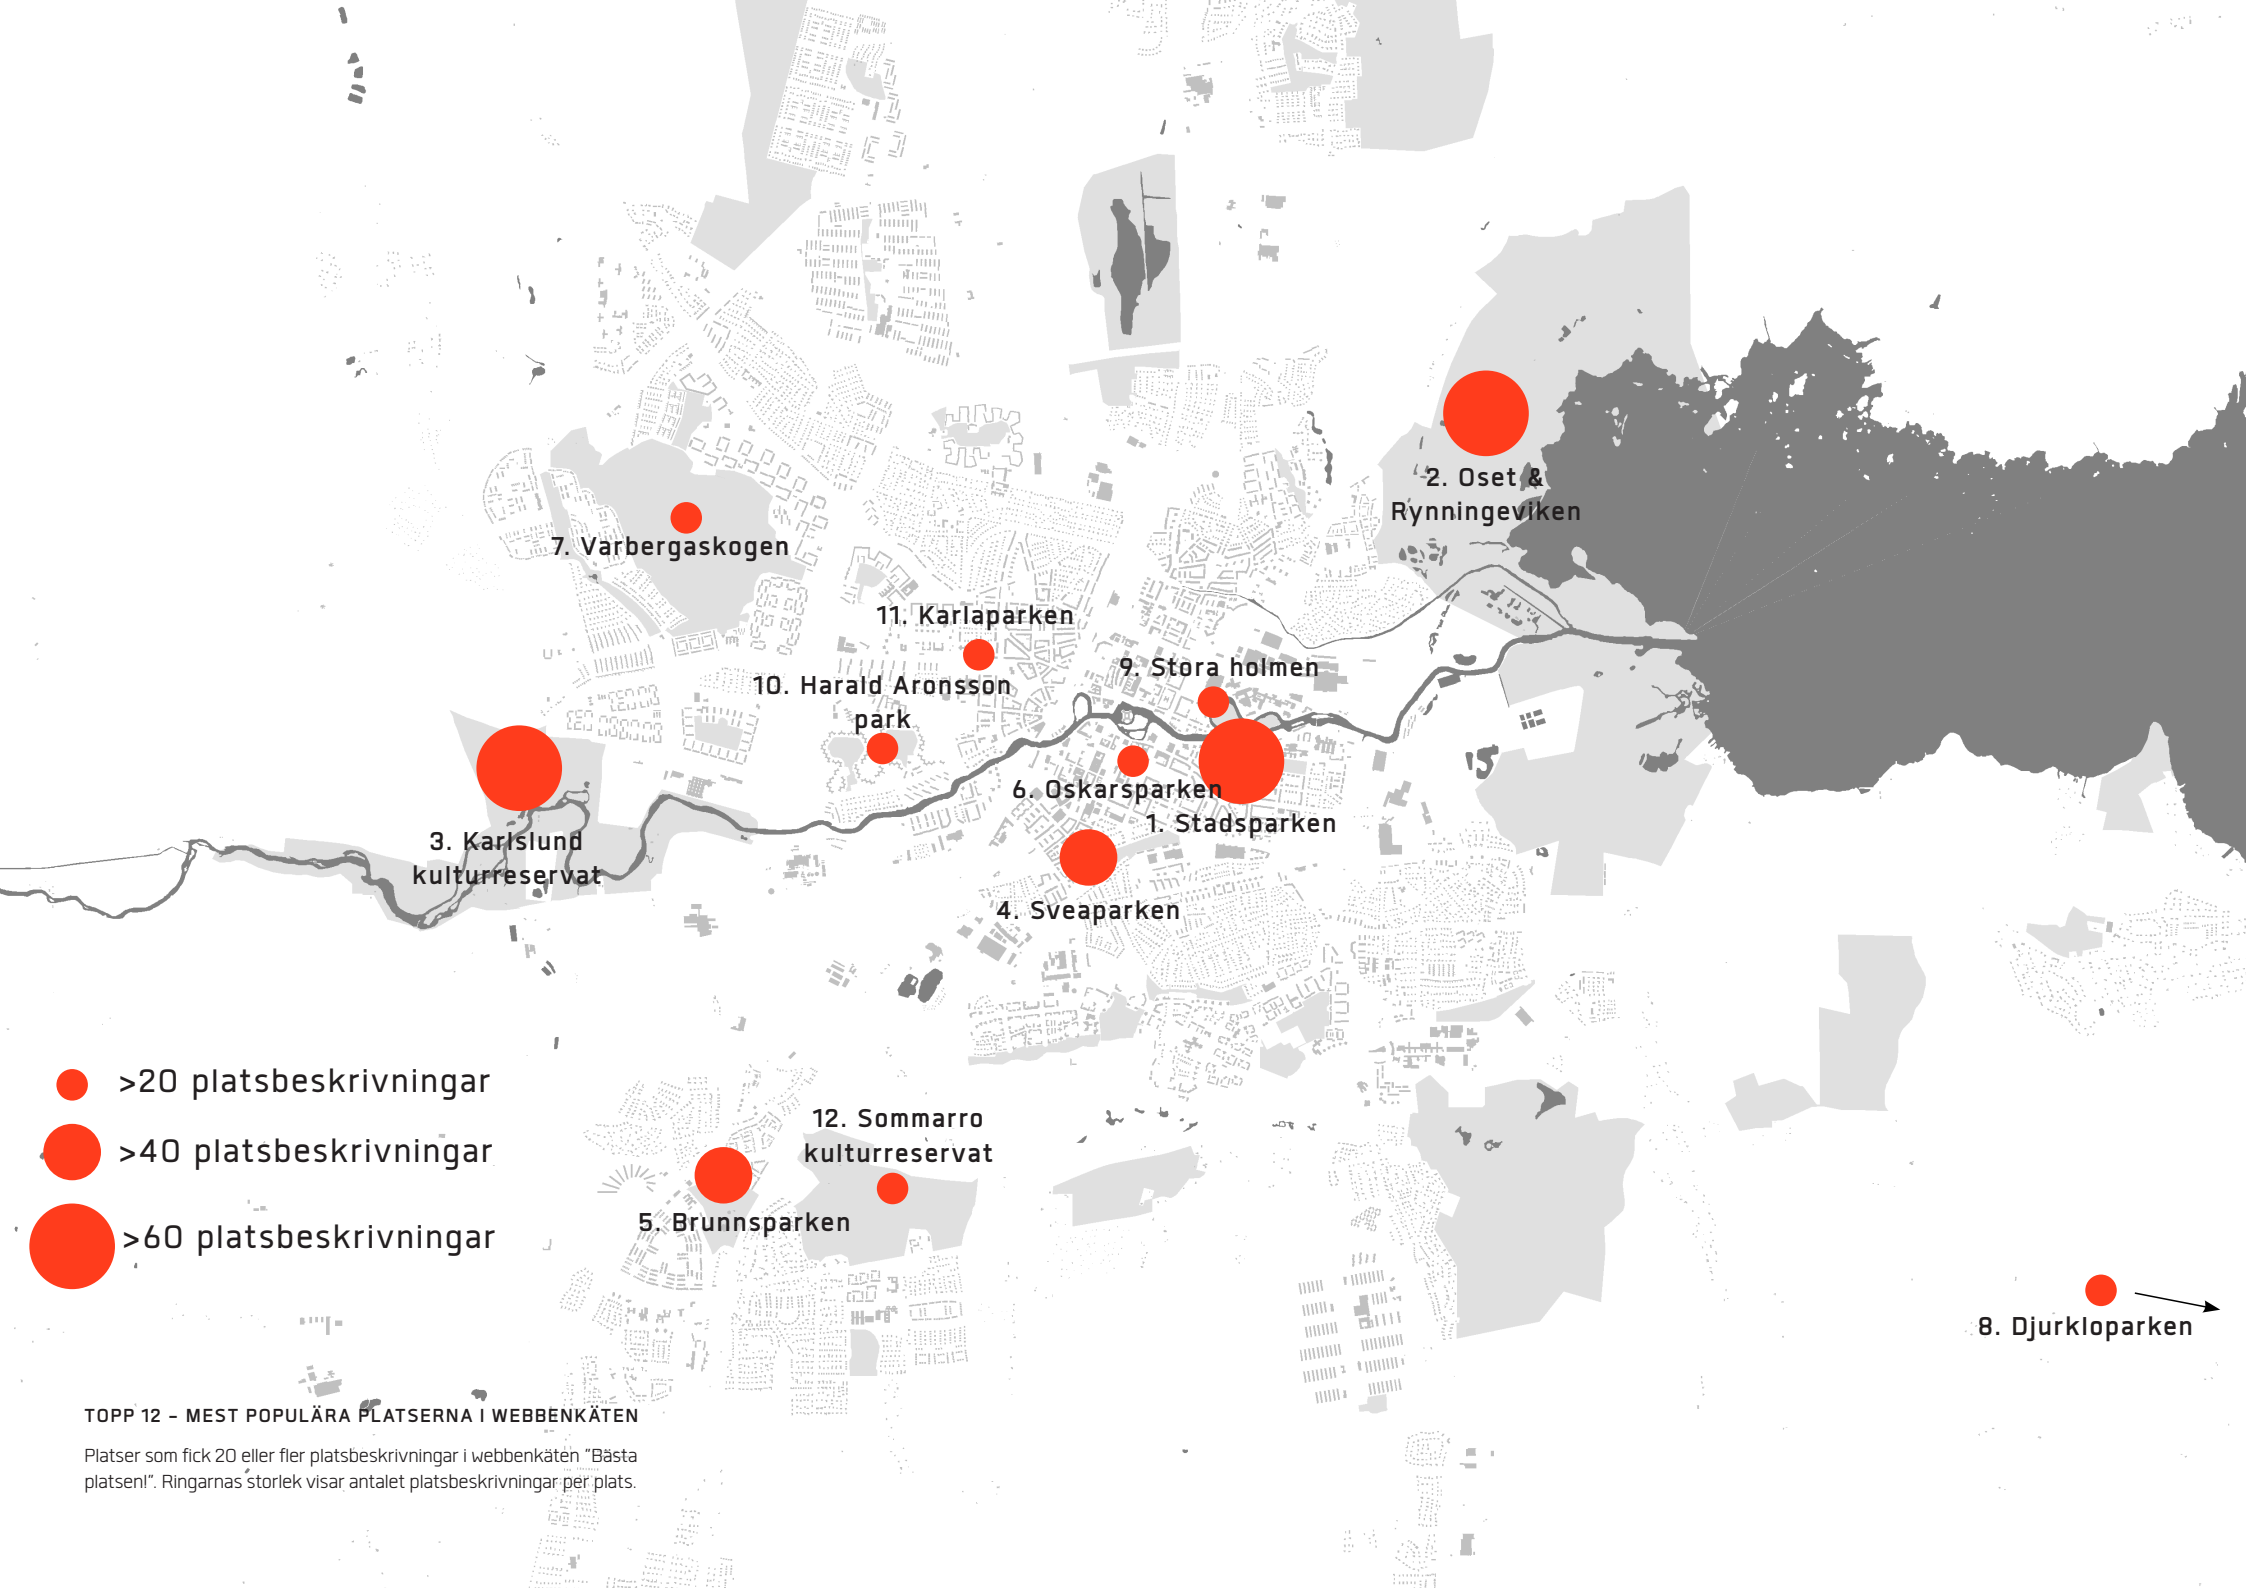 2. Oset &
Rynningeviken
7. Varbergaskogen
11. Karlaparken
9. Stora holmen
10. Harald Aronsson
park
6. Oskarsparken
1. Stadsparken
3. Karlslund
kulturreservat
4. Sveaparken
>20 platsbeskrivningar
>40 platsbeskrivningar
>60 platsbeskrivningar
12. Sommarro
kulturreservat
5. Brunnsparken
8. Djurkloparken
TOPP 12 – MEST POPULÄRA PLATSERNA I WEBBENKÄTEN
Platser som fick 20 eller fler platsbeskrivningar i webbenkäten "Bästa
platsen!". Ringarnas storlek visar antalet platsbeskrivningar per plats.